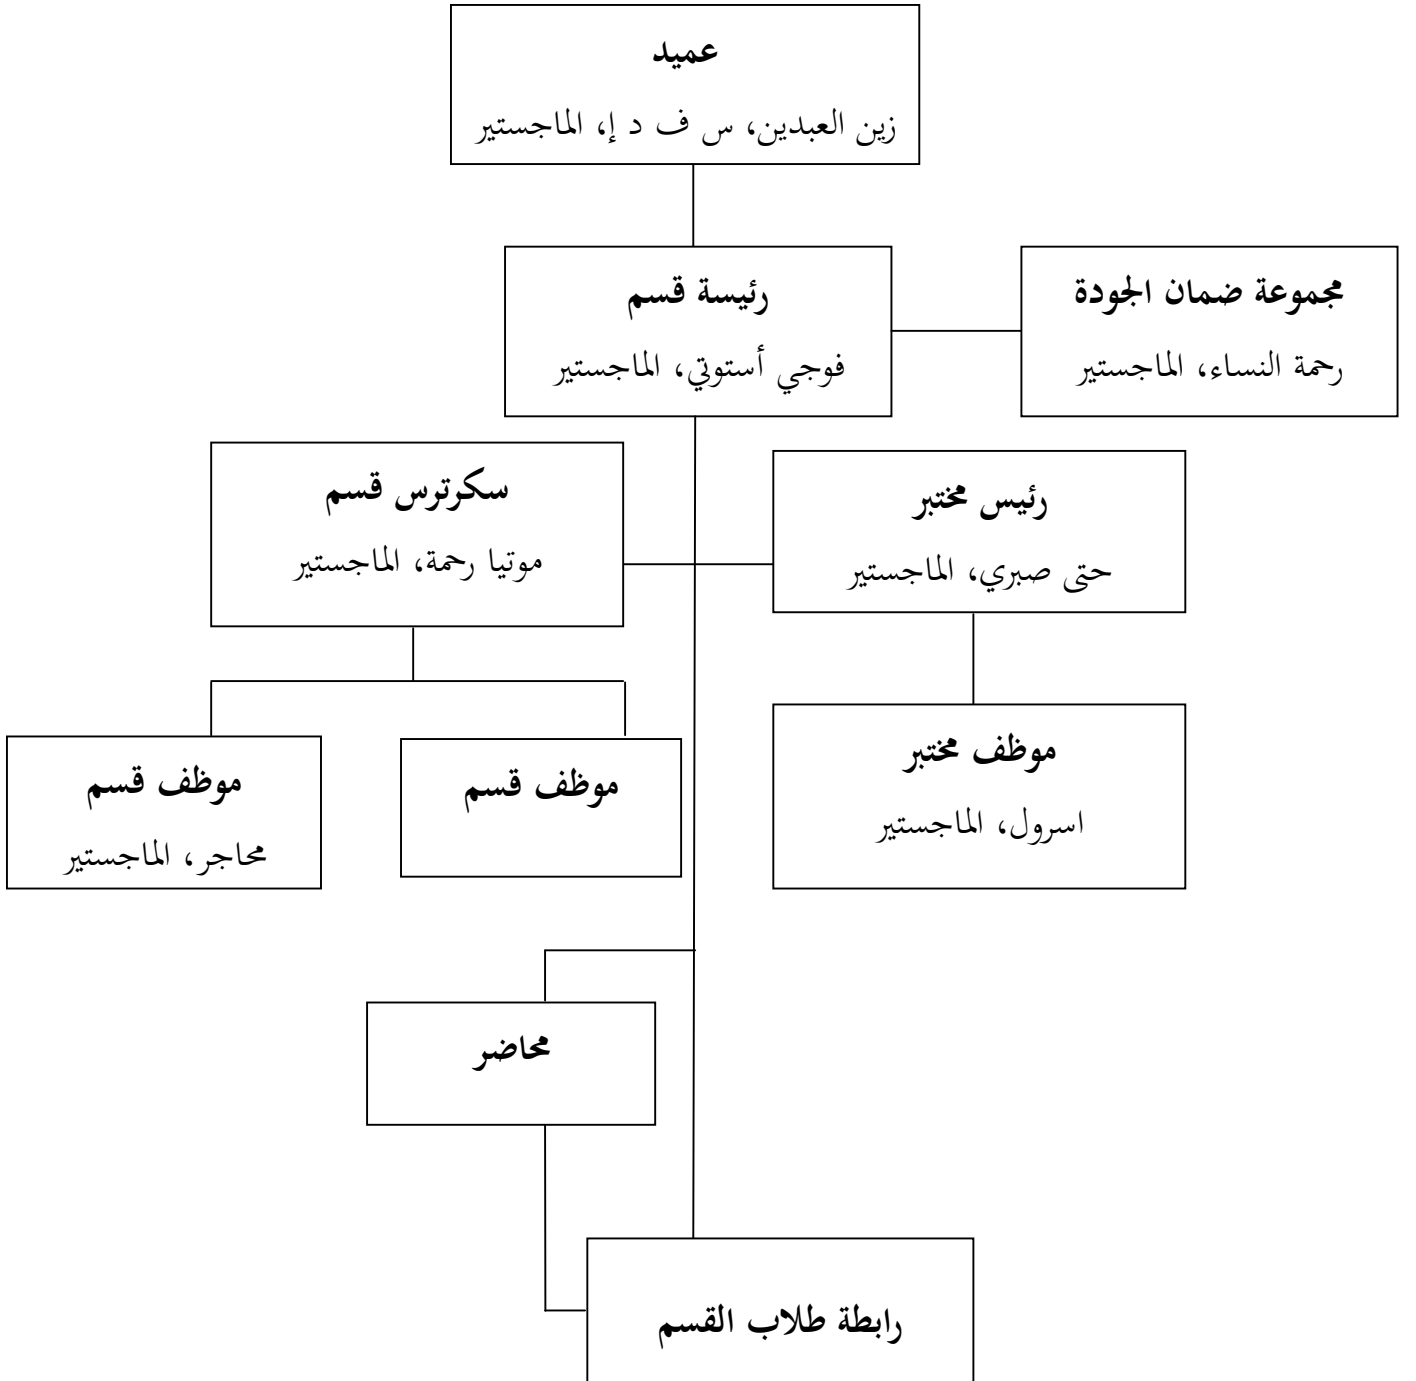 عميد
زين العبدين، س ف د إ، الماجستير
رئيسة قسم
فوجي أستوتي، الماجستير
مجموعة ضمان الجودة
رحمة النساء، الماجستير
سكرترس قسم
موتيا رحمة، الماجستير
رئيس مختبر
حتى صبري، الماجستير
موظف قسم
محاجر، الماجستير
موظف قسم
موظف مختبر
اسرول، الماجستير
محاضر
رابطة طلاب القسم